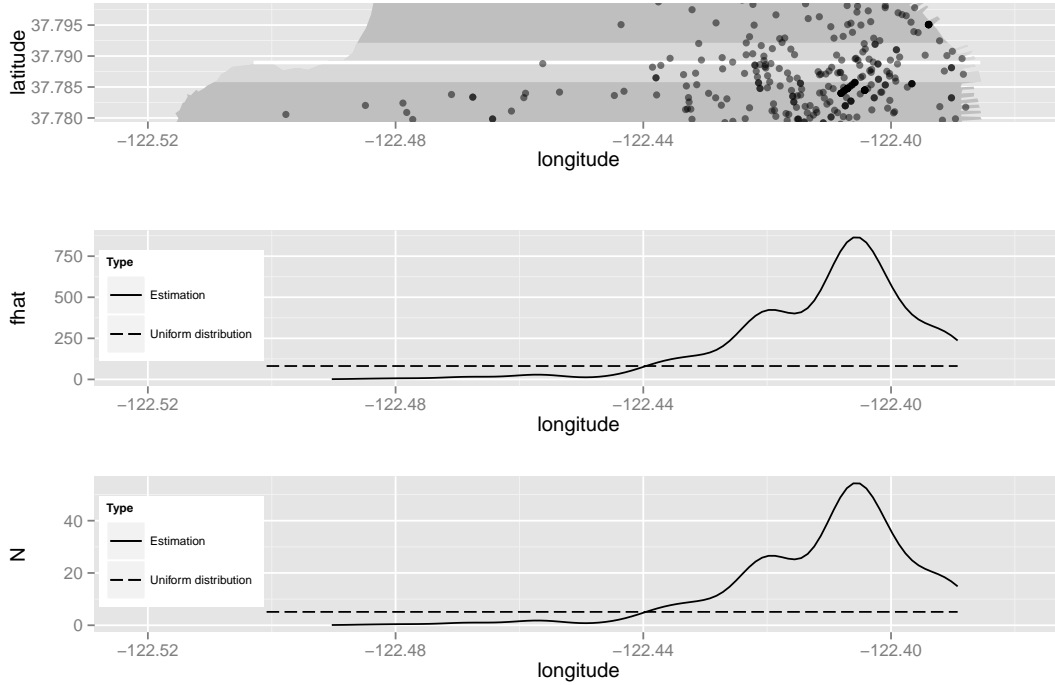 latitude
37.795
37.790
37.785
37.780
−122.52 −122.48 −122.44 −122.40
longitude
fhat
750
500
250
0
Type
Estimation
Uniform distribution
−122.52 −122.48 −122.44 −122.40
longitude
N
40
20
0
Type
Estimation
Uniform distribution
−122.52 −122.48 −122.44 −122.40
longitude